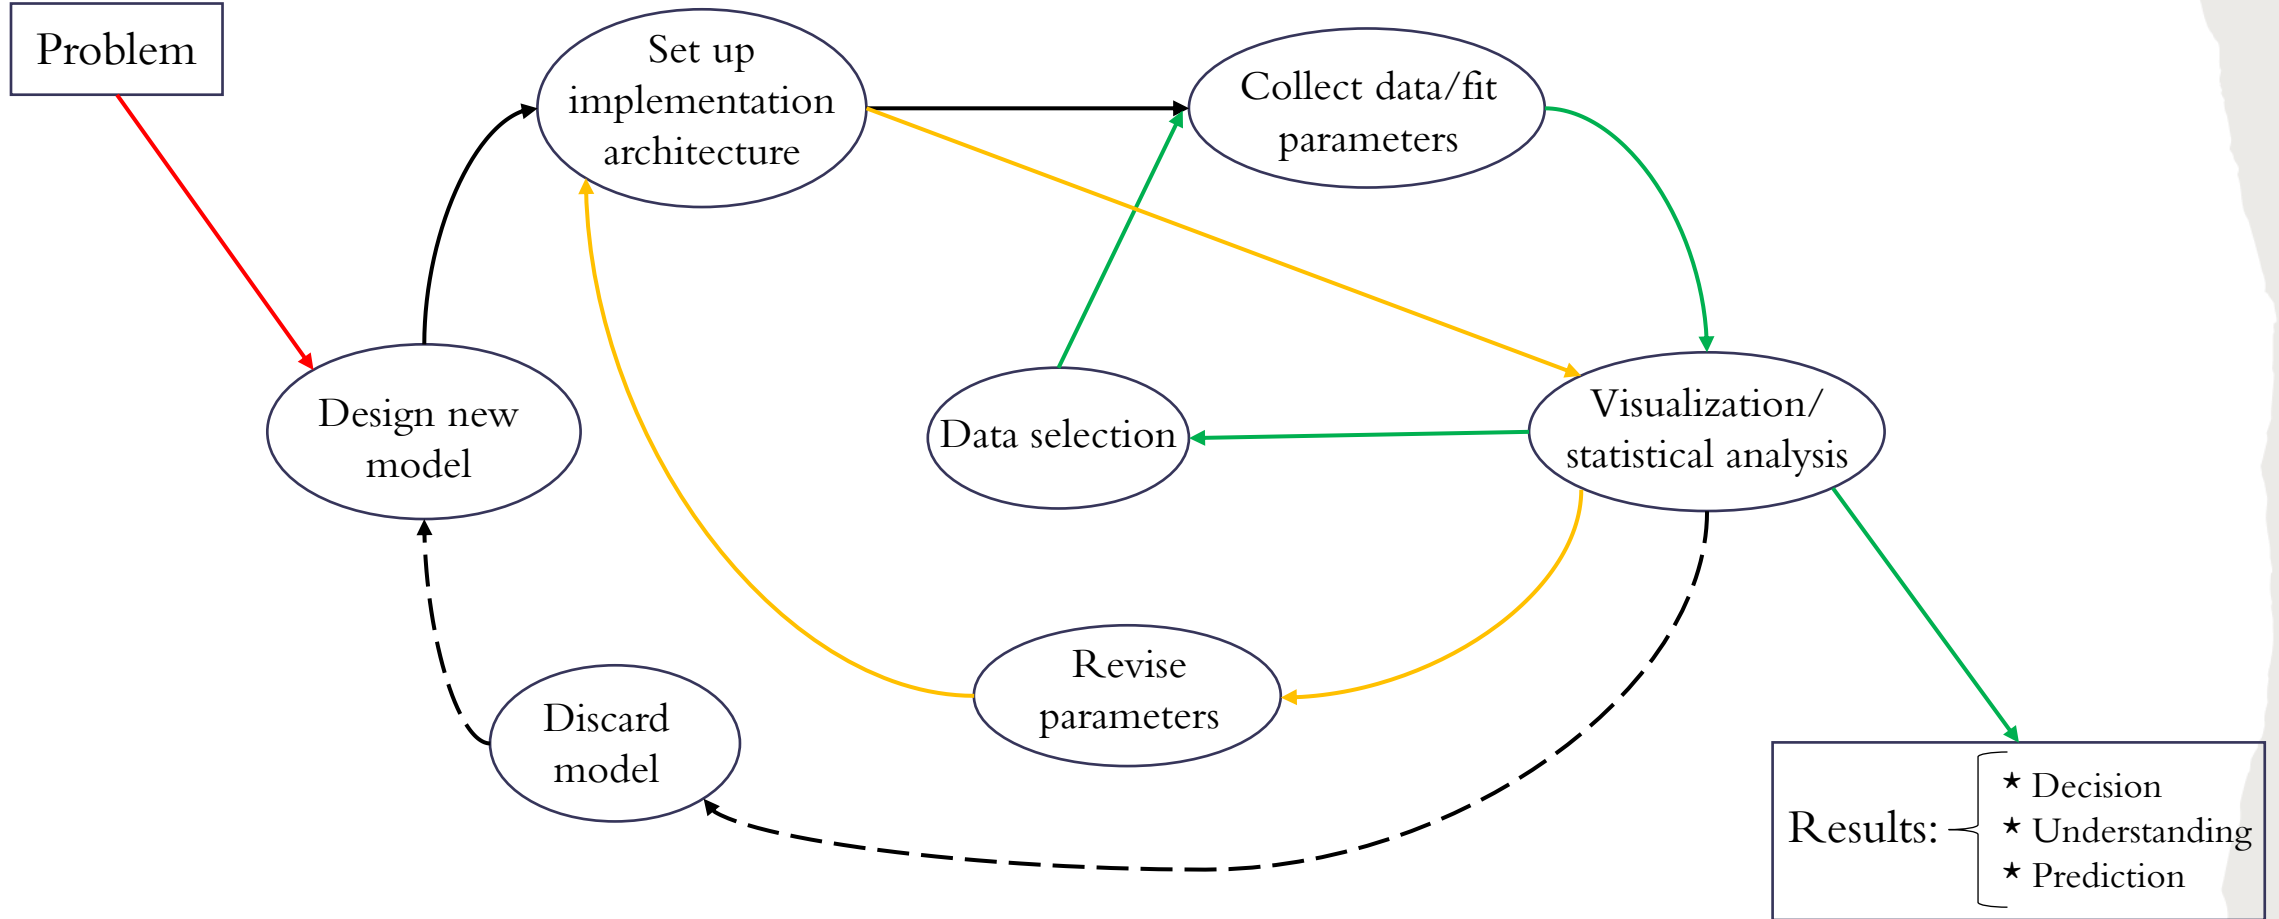 Problem
Set up
implementation
architecture
Collect data/fit
parameters
Design new
model
Data selection
Visualization/
statistical analysis
Revise
parameters
Discard
model
Results:
★ Decision
★ Understanding
★ Prediction